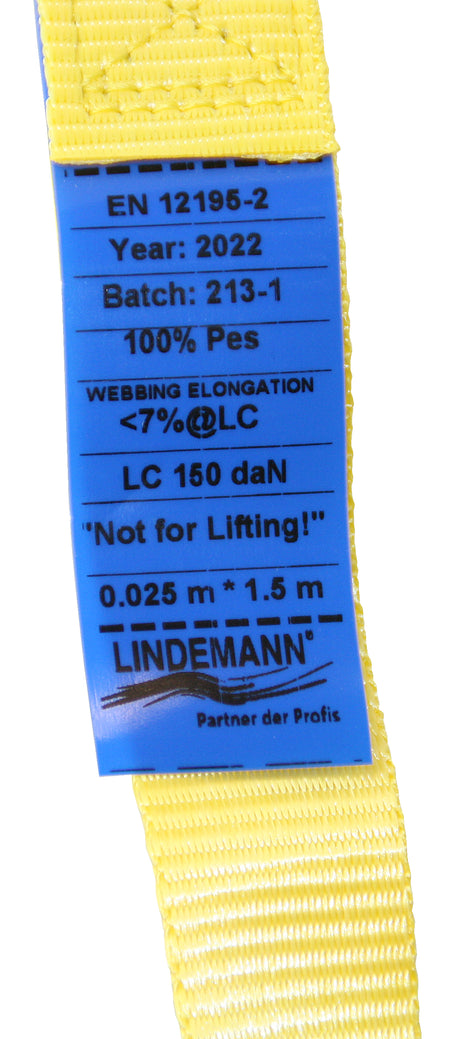 EN 12195-2
Year: 2022
Batch: 213-1
100% Pes
WEBBING ELONGATION
<7%@LC
LC 150 daN
"Not for Lifting!"
0.025 m * 1.5 m
LINDEMANN®
Partner der Profis